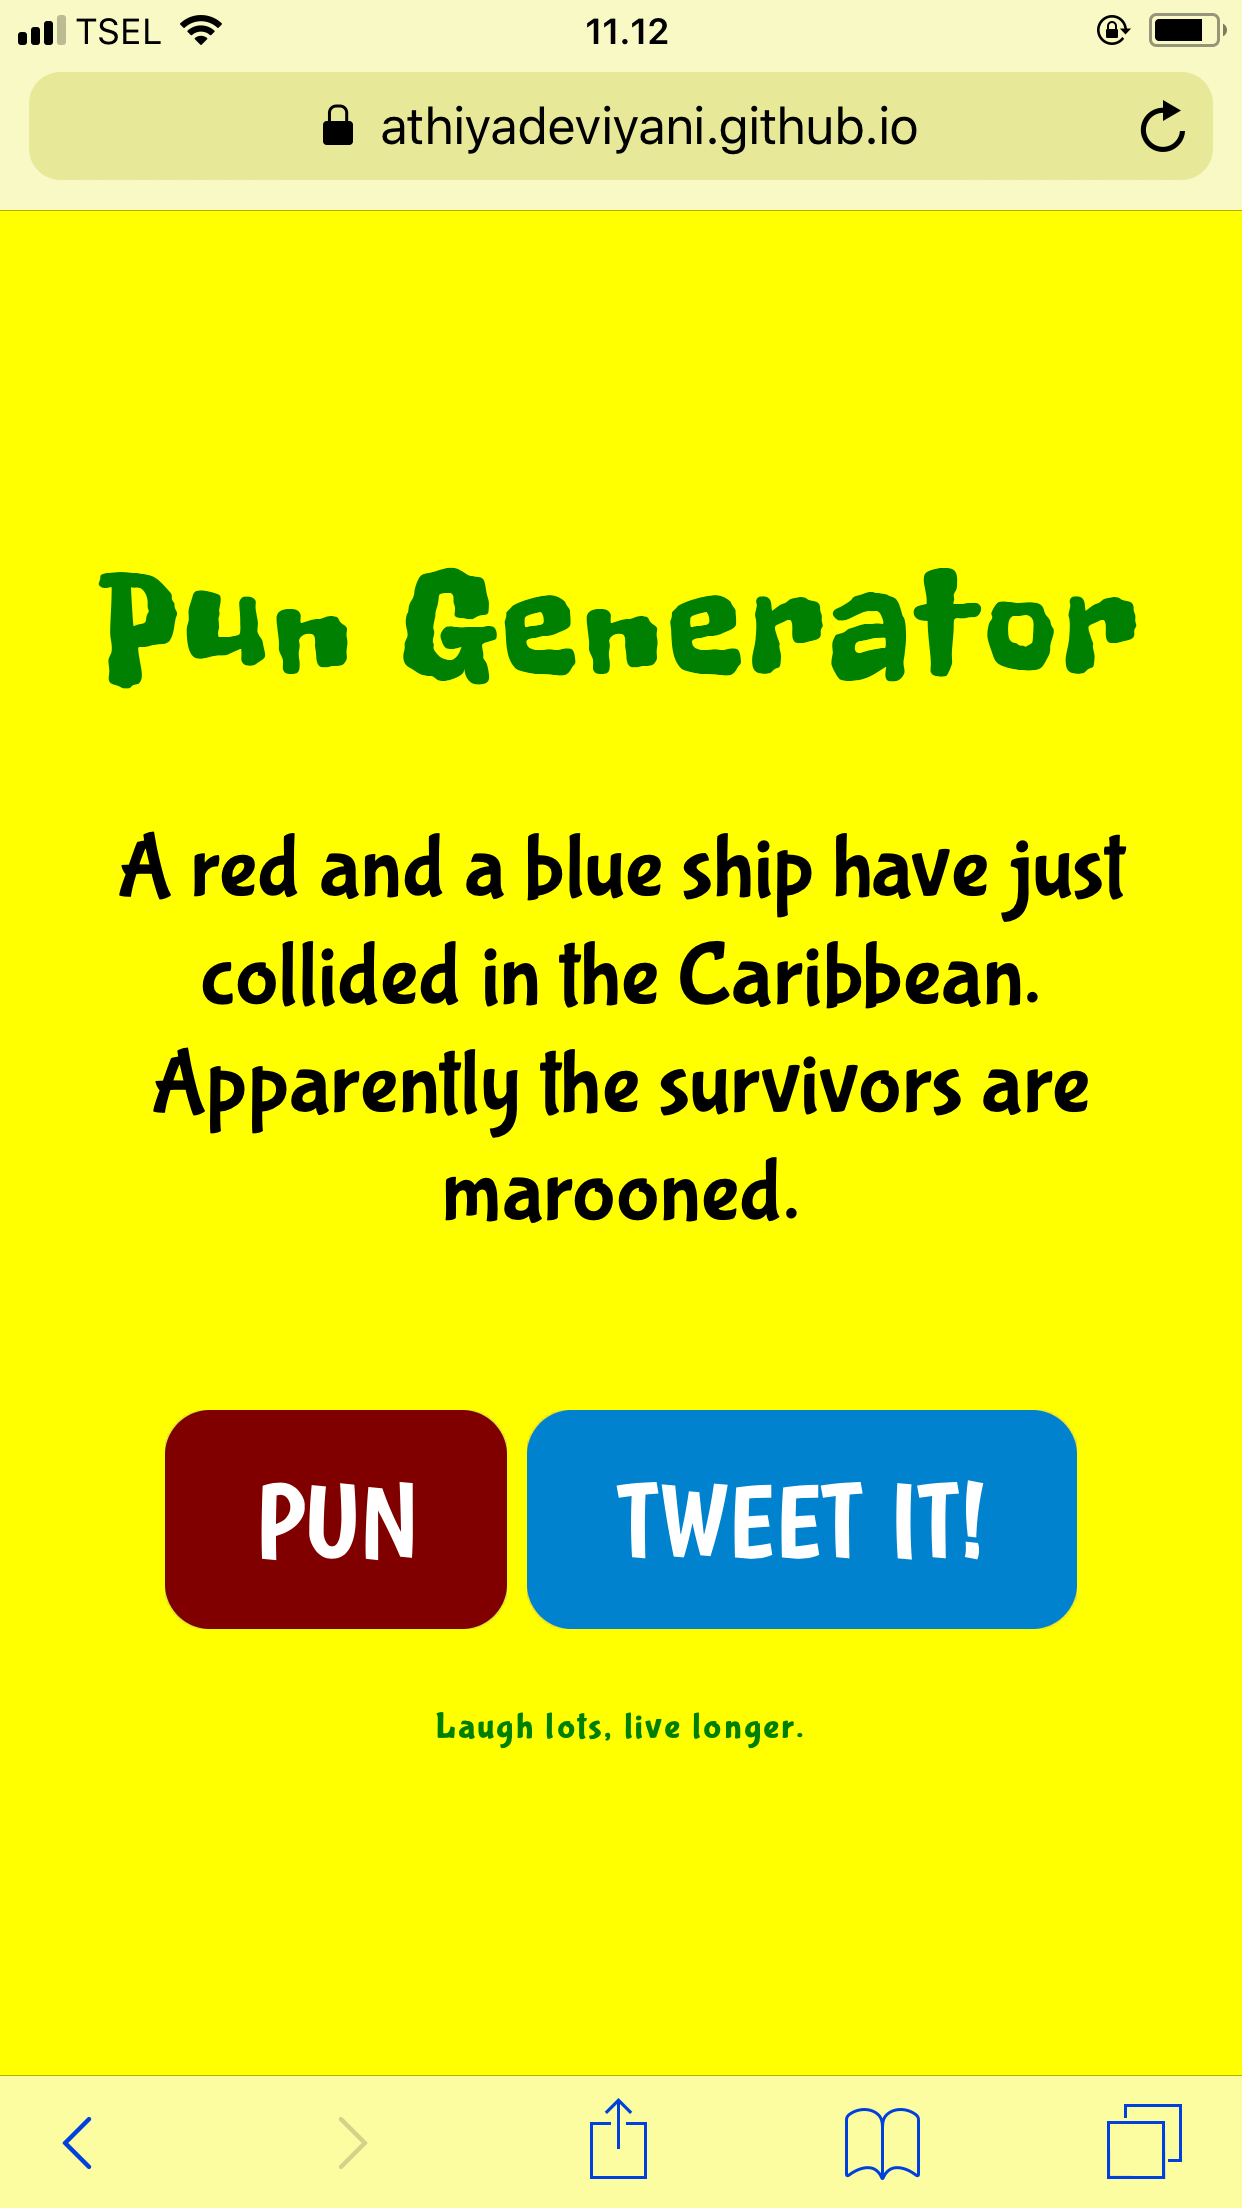 TSEL 11.12
athiyadeviyani.github.io
Pun Generator
A red and a blue ship have just
collided in the Caribbean.
Apparently the survivors are
marooned.
PUN TWEET IT!
Laugh lots, live longer.